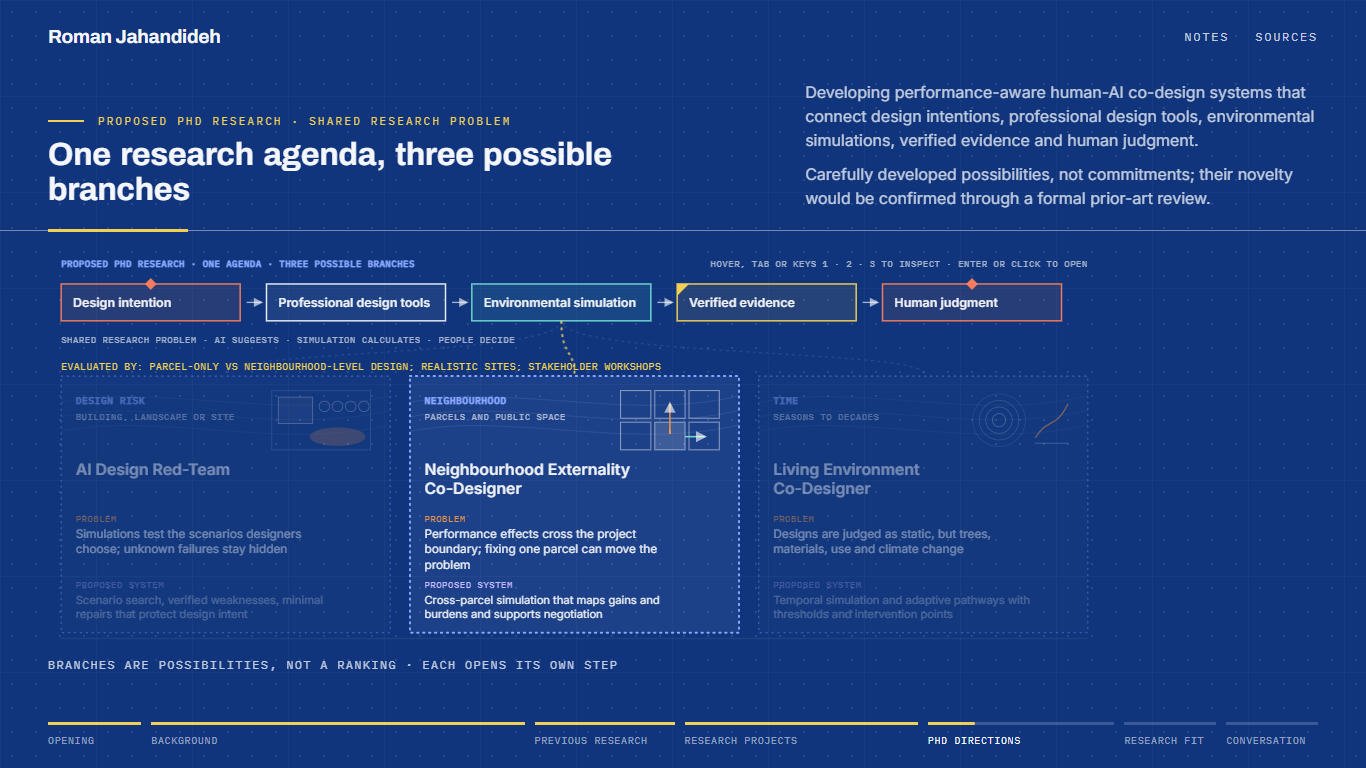 Roman Jahandideh
NOTES
SOURCES
PROPOSED PHD RESEARCH · SHARED RESEARCH PROBLEM
One research agenda, three possible
branches
Developing performance-aware human-AI co-design systems that
connect design intentions, professional design tools, environmental
simulations, verified evidence and human judgment.
Carefully developed possibilities, not commitments; their novelty
would be confirmed through a formal prior-art review.
PROPOSED PHD RESEARCH · ONE AGENDA · THREE POSSIBLE BRANCHES
HOVER, TAB OR KEYS 1 · 2 · 3 TO INSPECT · ENTER OR CLICK TO OPEN
Design intention
Professional design tools
Environmental simulation
Verified evidence
Human judgment
SHARED RESEARCH PROBLEM · AI SUGGESTS · SIMULATION CALCULATES · PEOPLE DECIDE
EVALUATED BY: PARCEL-ONLY VS NEIGHBOURHOOD-LEVEL DESIGN; REALISTIC SITES; STAKEHOLDER WORKSHOPS
DESIGN RISK
BUILDING, LANDSCAPE OR SITE
AI Design Red-Team
PROBLEM
Simulations test the scenarios designers
choose; unknown failures stay hidden
PROPOSED SYSTEM
Scenario search, verified weaknesses, minimal
repairs that protect design intent
NEIGHBOURHOOD
PARCELS AND PUBLIC SPACE
Neighbourhood Externality
Co-Designer
PROBLEM
Performance effects cross the project
boundary; fixing one parcel can move the
problem
PROPOSED SYSTEM
Cross-parcel simulation that maps gains and
burdens and supports negotiation
TIME
SEASONS TO DECADES
Living Environment
Co-Designer
PROBLEM
Designs are judged as static, but trees,
materials, use and climate change
PROPOSED SYSTEM
Temporal simulation and adaptive pathways with
thresholds and intervention points
BRANCHES ARE POSSIBILITIES, NOT A RANKING · EACH OPENS ITS OWN STEP
OPENING
BACKGROUND
PREVIOUS RESEARCH
RESEARCH PROJECTS
PHD DIRECTIONS
RESEARCH FIT
CONVERSATION